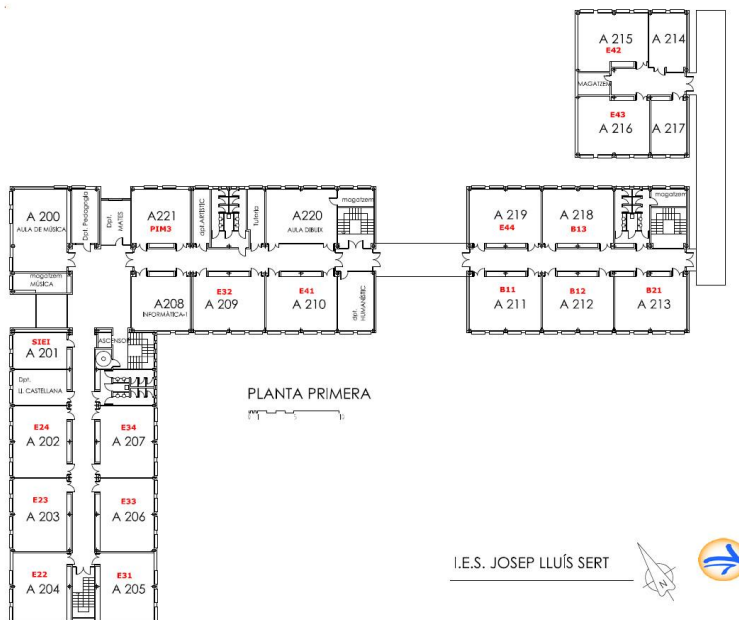 A 215
E42
A 214
MAGATZEM
E43
A 216
A 217
A 200
AULA DE MÚSICA
Dpt. Pedagogia
Dpt. MATES
A221
PIM3
dpt.ARTISTIC
Tutoria
A220
AULA DIBUIX
magatzem
A 219
E44
A 218
B13
magatzem
magatzem
MÚSICA
A208
INFORMÀTICA-1
E32
A 209
E41
A 210
dpt.
HUMANÍSTIC
B11
A 211
B12
A 212
B21
A 213
SIEI
A 201
ASCENSOR
Dpt.
Ll. CASTELLANA
PLANTA PRIMERA
E24
A 202
E34
A 207
E23
A 203
E33
A 206
E22
A 204
E31
A 205
I.E.S. JOSEP LLUÍS SERT
N